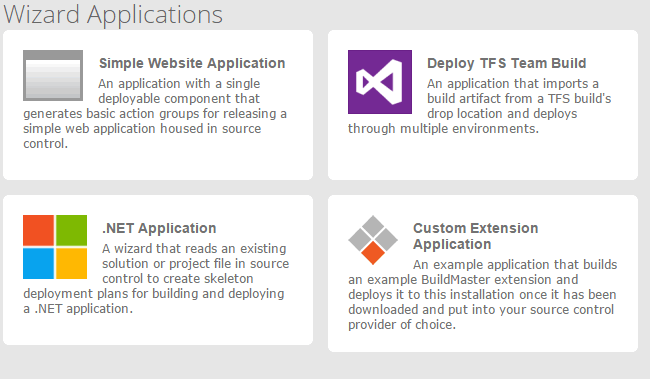 Wizard Applications
Simple Website Application
An application with a single
deployable component that
generates basic action groups for releasing a
simple web application housed in source
control.
Deploy TFS Team Build
An application that imports a
build artifact from a TFS build's
drop location and deploys
through multiple environments.
.NET Application
A wizard that reads an existing
solution or project file in source
control to create skeleton
deployment plans for building and deploying
a .NET application.
Custom Extension
Application
An example application that builds
an example BuildMaster extension and
deploys it to this installation once it has been
downloaded and put into your source control
provider of choice.